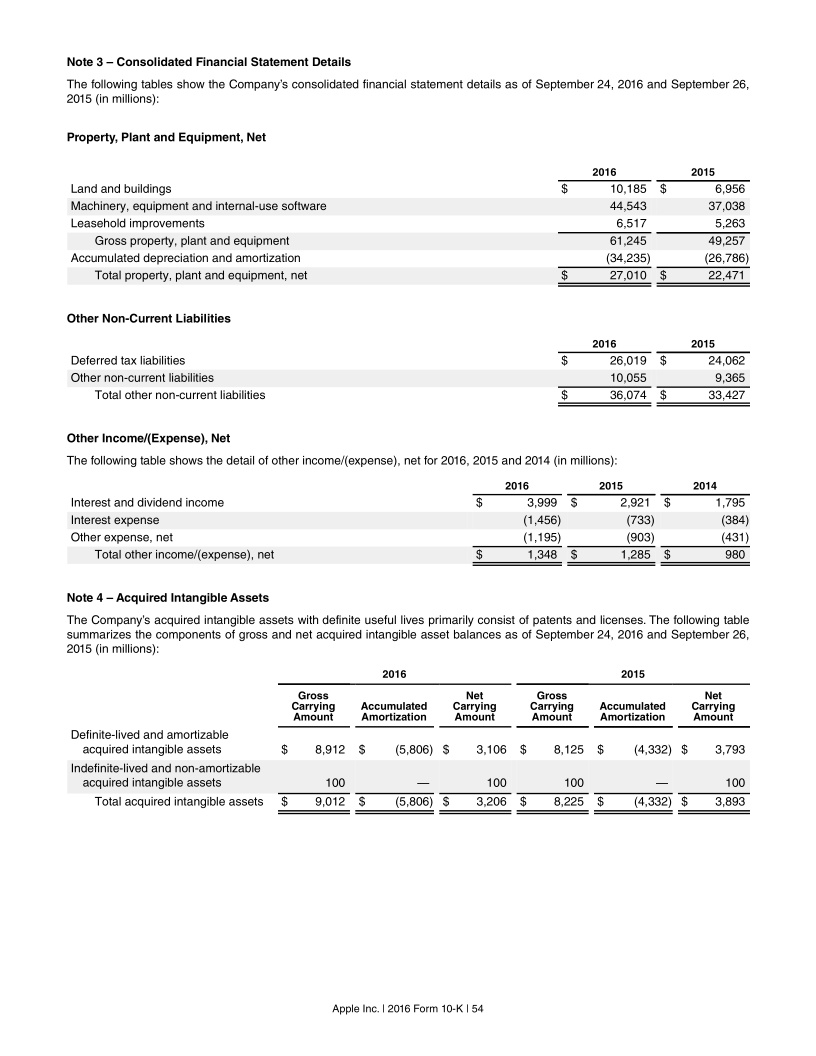 Note 3 – Consolidated Financial Statement Details
The following tables show the Company's consolidated financial statement details as of September 24, 2016 and September 26,
2015 (in millions):
Property, Plant and Equipment, Net
2016 2015
Land and buildings $ 10,185 $ 6,956
Machinery, equipment and internal-use software 44,543 37,038
Leasehold improvements 6,517 5,263
Gross property, plant and equipment 61,245 49,257
Accumulated depreciation and amortization (34,235) (26,786)
Total property, plant and equipment, net $ 27,010 $ 22,471
Other Non-Current Liabilities
2016 2015
Deferred tax liabilities $ 26,019 $ 24,062
Other non-current liabilities 10,055 9,365
Total other non-current liabilities $ 36,074 $ 33,427
Other Income/(Expense), Net
The following table shows the detail of other income/(expense), net for 2016, 2015 and 2014 (in millions):
2016 2015 2014
Interest and dividend income $ 3,999 $ 2,921 $ 1,795
Interest expense (1,456) (733) (384)
Other expense, net (1,195) (903) (431)
Total other income/(expense), net $ 1,348 $ 1,285 $ 980
Note 4 – Acquired Intangible Assets
The Company's acquired intangible assets with definite useful lives primarily consist of patents and licenses. The following table
summarizes the components of gross and net acquired intangible asset balances as of September 24, 2016 and September 26,
2015 (in millions):
2016 2015
Gross Net Gross Net
Carrying Accumulated Carrying Carrying Accumulated Carrying
Amount Amortization Amount Amount Amortization Amount
Definite-lived and amortizable
acquired intangible assets $ 8,912 $ (5,806) $ 3,106 $ 8,125 $ (4,332) $ 3,793
Indefinite-lived and non-amortizable
acquired intangible assets 100 — 100 100 — 100
Total acquired intangible assets $ 9,012 $ (5,806) $ 3,206 $ 8,225 $ (4,332) $ 3,893
Apple Inc. | 2016 Form 10-K | 54